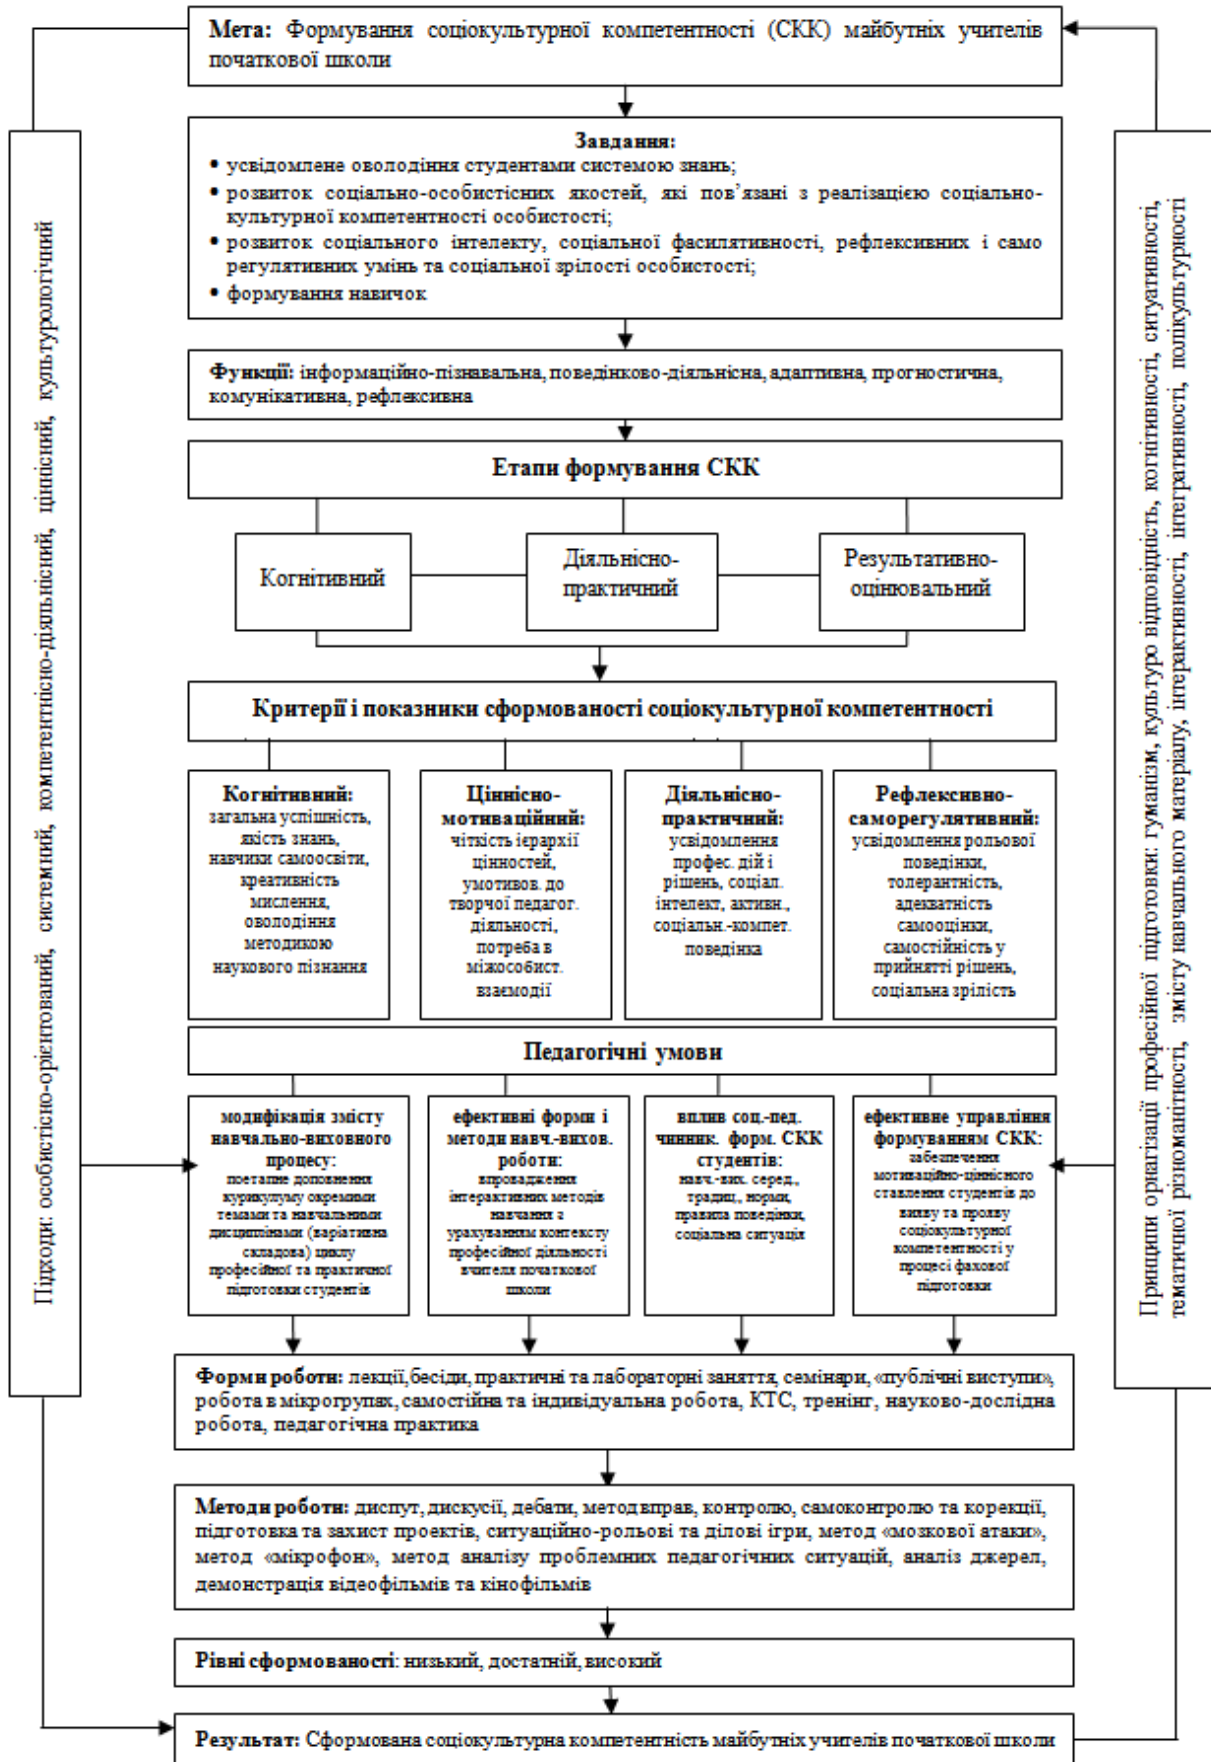 Мета: Формування соціокультурної компетентності (СКК) майбутніх учителів
початкової школи
Завдання:
• усвідомлене оволодіння студентами системою знань;
• розвиток соціально-особистісних якостей, які пов’язані з реалізацією соціально-
культурної компетентності особистості;
• розвиток соціального інтелекту, соціальної фасилятивності, рефлексивних і само
регулятивних умінь та соціальної зрілості особистості;
• формування навичок
Функції: інформаційно-пізнавальна, поведінково-діяльнісна, адаптивна, прогностична,
комунікативна, рефлексивна
Етапи формування СКК
Когнітивний
Діяльнісно-
практичний
Результативно-
оцінювальний
Критерії і показники сформованості соціокультурної компетентності
Когнітивний:
загальна успішність,
якість знань,
навчики самоосвіти,
креативність
мислення,
оволодіння
методикою
наукового пізнання
Ціннісно-
мотиваційний:
чіткість ієрархії
цінностей,
умотивов. до
творчої педагог.
діяльності,
потреба в
міжособист.
взаємодії
Діяльнісно-
практичний:
усвідомлення
профес. дій і
рішень, соціал.
інтелект, активн.,
соціальн.-компет.
поведінка
Рефлексивно-
саморегулятивний:
усвідомлення рольової
поведінки,
толерантність,
адекватність
самооцінки,
самостійність у
прийнятті рішень,
соціальна зрілість
Педагогічні умови
модифікація змісту
навчально-виховного
процесу:
поетапне доповнення
курикулуму окремими
темами та навчальними
дисциплінами (варіативна
складова) циклу
професійної та практичної
підготовки студентів
ефективні форми і
методи навч.-вихов.
роботи:
впровадження
інтерактивних методів
навчання з
урахуванням контексту
професійної діяльності
вчителя початкової
школи
вплив соц.-пед.
чинник. форм. СКК
студентів:
навч.-вих. серед.,
традиц., норми,
правила поведінки,
соціальна ситуація
ефективне управління
формуванням СКК:
забезпечення
мотиваційно-ціннісного
ставлення студентів до
вияву та прояву
соціокультурної
компетентності у
процесі фахової
підготовки
Форми роботи: лекції, бесіди, практичні та лабораторні заняття, семінари, «публічні виступи»,
робота в мікрогрупах, самостійна та індивідуальна робота, КТС, тренінг, науково-дослідна
робота, педагогічна практика
Методи роботи: диспут, дискусії, дебати, метод вправ, контролю, самоконтролю та корекції,
підготовка та захист проектів, ситуаційно-рольові та ділові ігри, метод «мозкової атаки»,
метод «мікрофон», метод аналізу проблемних педагогічних ситуацій, аналіз джерел,
демонстрація відеофільмів та кінофільмів
Рівні сформованості: низький, достатній, високий
Результат: Сформована соціокультурна компетентність майбутніх учителів початкової школи
Підходи: особистісно-орієнтований, системний, компетентнісно-діяльнісний, ціннісний, культурологічний
Принципи орнагізації професійної підготовки: гуманізм, культуро відповідність, когнітивності, ситуативності,
тематичної різноманітності, змісту навчального матеріалу, інтерактивності, інтегративності, полікультурності